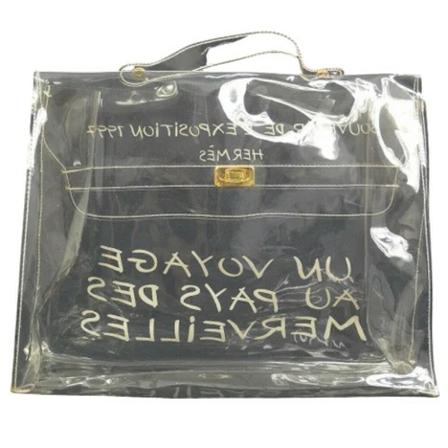 SOUVENIR DE L'EXPOSITION 1997
HERMÈS
UN VOYAGE
AU PAYS DES
MERVEILLES